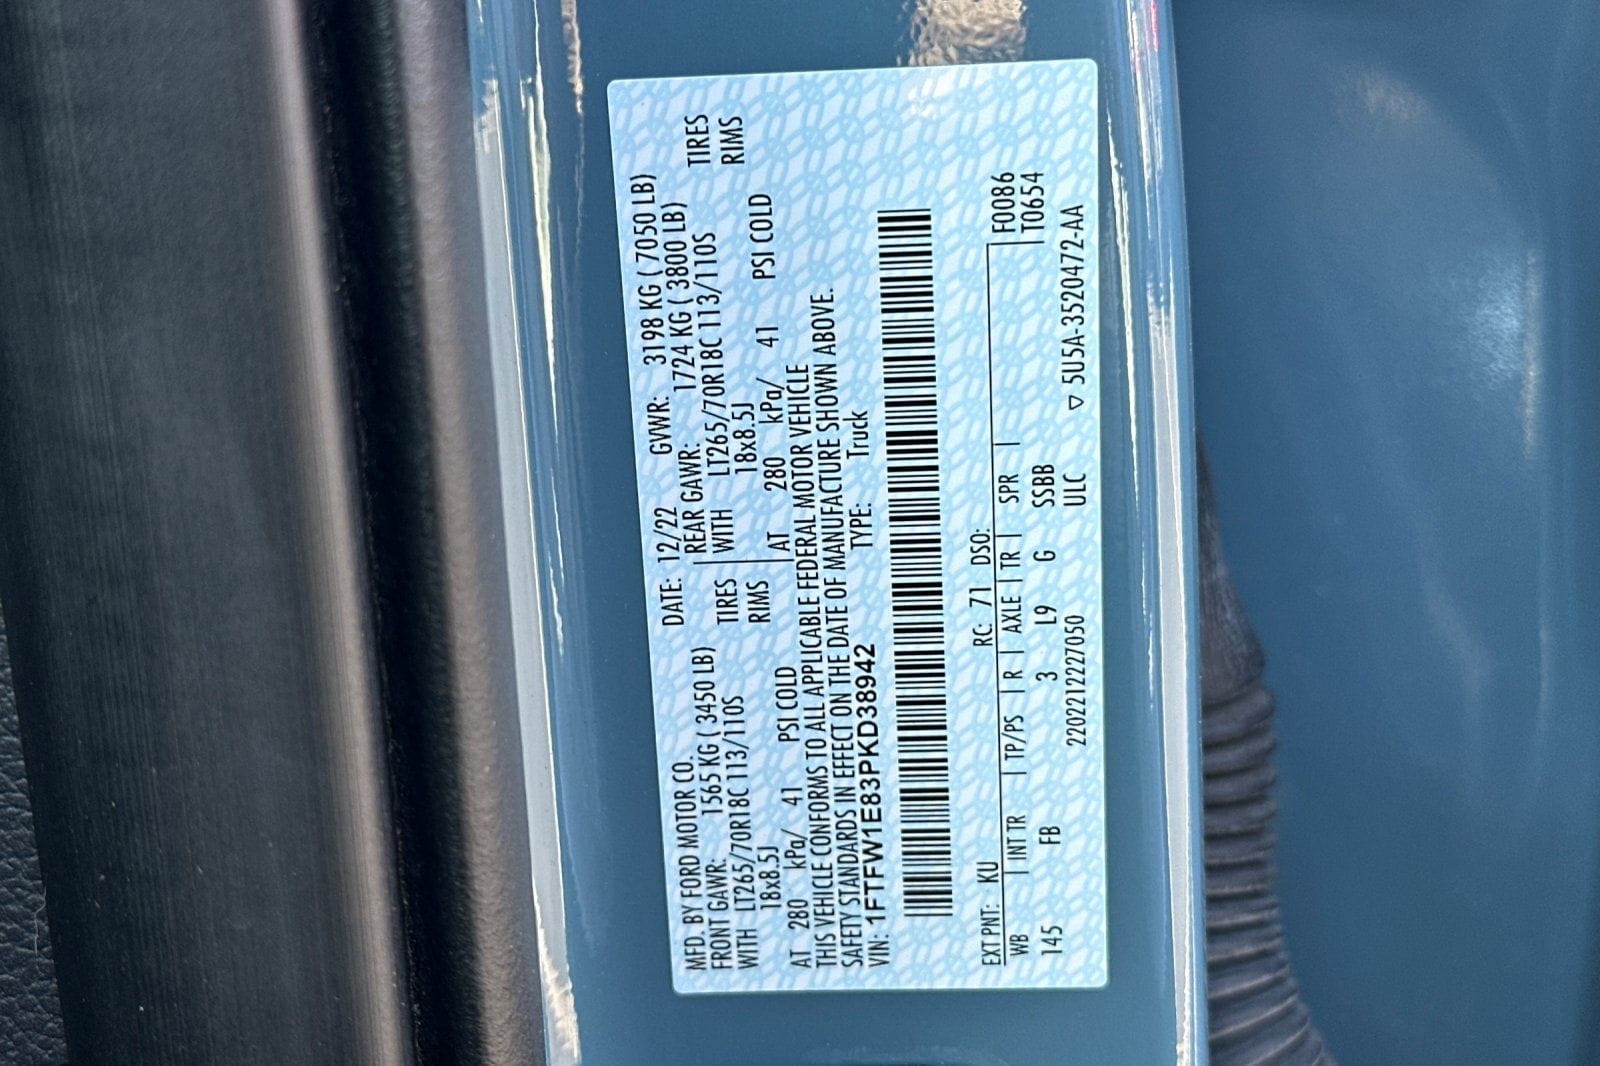 MFD. BY FORD MOTOR CO. DATE: 12/22 GVWR: 3198 KG ( 7050 LB)
FRONT GAWR: 1565 KG ( 3450 LB) REAR GAWR: 1724 KG ( 3800 LB)
WITH LT265/70R18C 113/110S TIRES WITH LT265/70R18C 113/110S TIRES
18x8.5J RIMS 18x8.5J RIMS
AT 280 kPa/ 41 PSI COLD AT 280 kPa/ 41 PSI COLD
THIS VEHICLE CONFORMS TO ALL APPLICABLE FEDERAL MOTOR VEHICLE
SAFETY STANDARDS IN EFFECT ON THE DATE OF MANUFACTURE SHOWN ABOVE.
VIN: 1FTFW1E83PKD38942 TYPE: Truck
EXT PNT: KU RC: 71 DSO: F0086
WB INT TR TP/PS R AXLE TR SPR T0654
145 FB 3 L9 G SSBB
220221227050 ULC ▽ 5U5A-3520472-AA